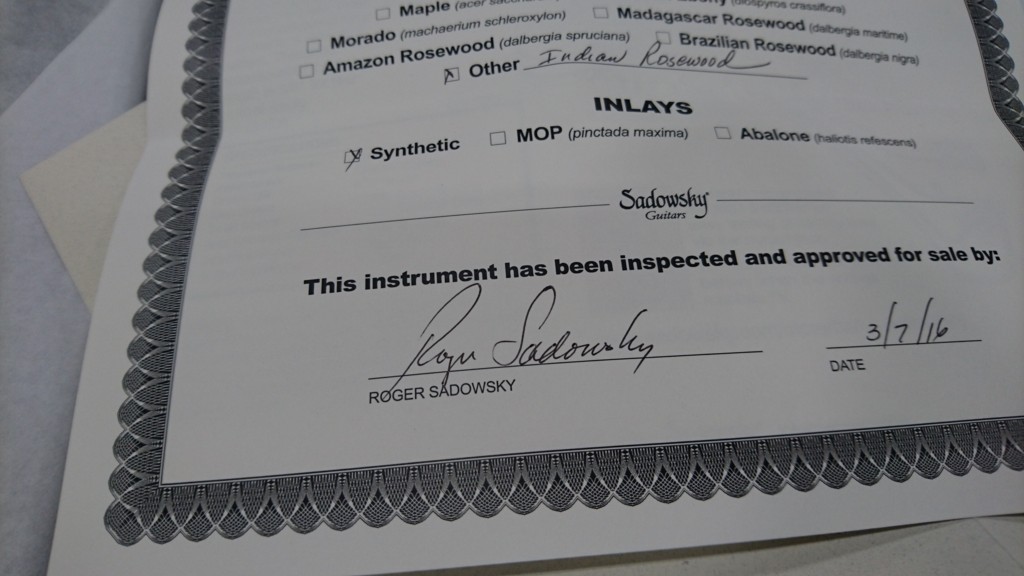 ☐ Maple
☐ Morado (machaerium schleroxylon) ☐ Madagascar Rosewood (dalbergia maritime)
☐ Amazon Rosewood (dalbergia spruciana) ☐ Brazilian Rosewood (dalbergia nigra)
☒ Other Indian Rosewood
INLAYS
☒ Synthetic ☐ MOP (pinctada maxima) ☐ Abalone (haliotis refescens)
Sadowsky
Guitars
This instrument has been inspected and approved for sale by:
Roger Sadowsky 3/7/16
ROGER SADOWSKY DATE